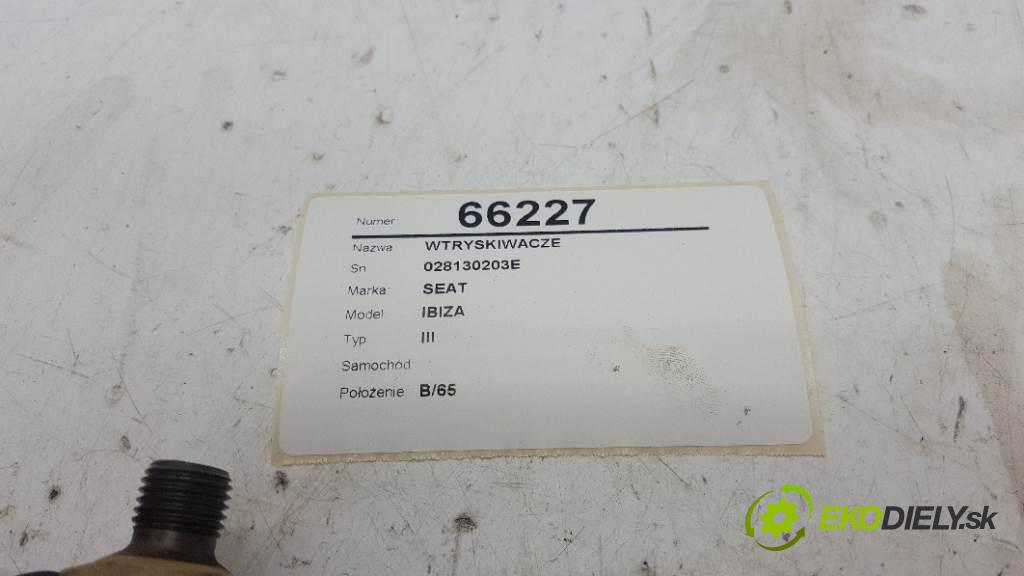 Numer 66227
Nazwa WTRYSKIWACZE
Sn 028130203E
Marka SEAT
Model IBIZA
Typ III
Samochód
Położenie B/65
EKODIELY.sk